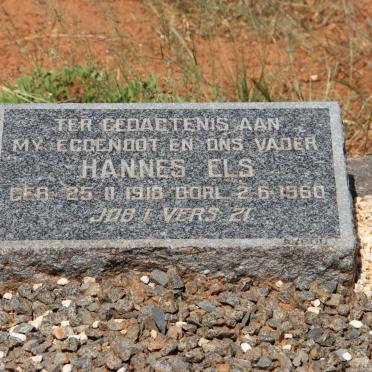 TER GEDAGTENIS AAN
MY EGGENOOT EN ONS VADER
HANNES ELS
GEB. 25.11.1918 OORL. 2.6.1960
JOB 1 VERS 21.